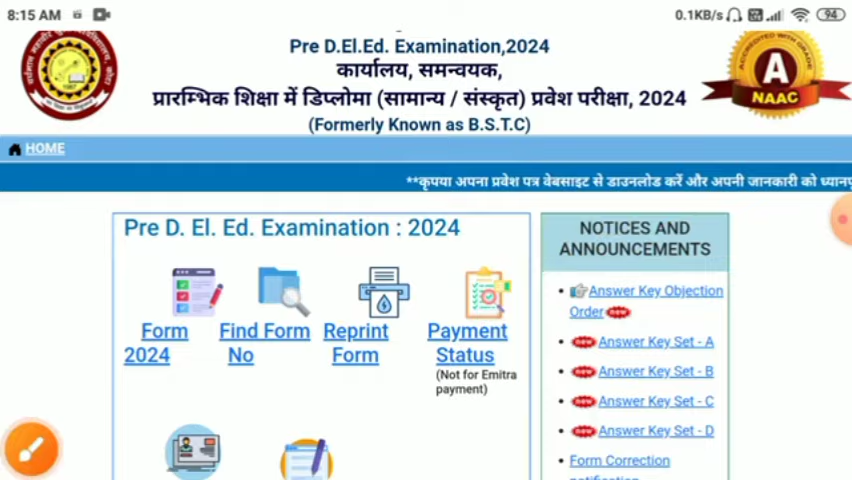 8:15 AM
0.1KB/s
94
Pre D.El.Ed. Examination,2024
कार्यालय, समन्वयक,
प्रारम्भिक शिक्षा में डिप्लोमा (सामान्य / संस्कृत) प्रवेश परीक्षा, 2024
(Formerly Known as B.S.T.C)
ACCREDITED WITH GRADE
A
NAAC
HOME
**कृपया अपना प्रवेश पत्र वेबसाइट से डाउनलोड करें और अपनी जानकारी को
Pre D. El. Ed. Examination : 2024
Form
2024
Find Form
No
Reprint
Form
Payment
Status
(Not for Emitra
payment)
NOTICES AND
ANNOUNCEMENTS
Answer Key Objection
Order new
new Answer Key Set - A
new Answer Key Set - B
new Answer Key Set - C
new Answer Key Set - D
Form Correction